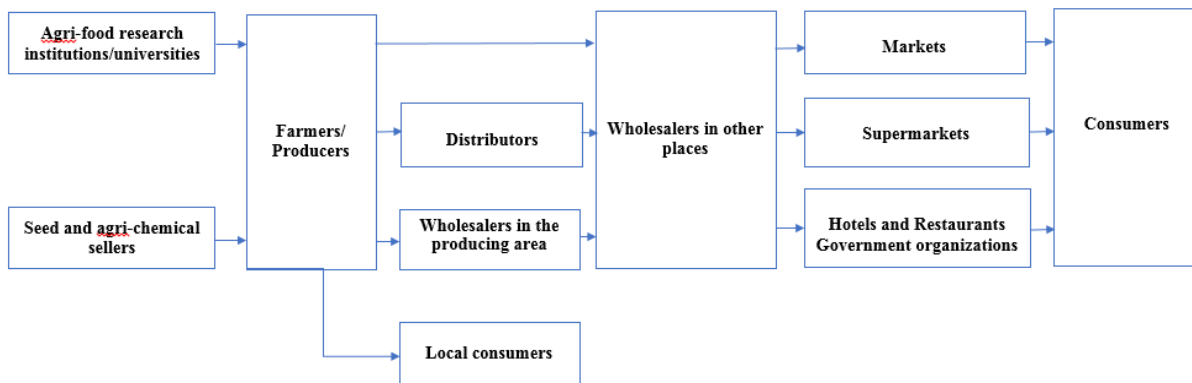 Agri-food research
institutions/universities
Seed and agri-chemical
sellers
Farmers/
Producers
Distributors
Wholesalers in the
producing area
Local consumers
Wholesalers in other
places
Markets
Supermarkets
Hotels and Restaurants
Government organizations
Consumers